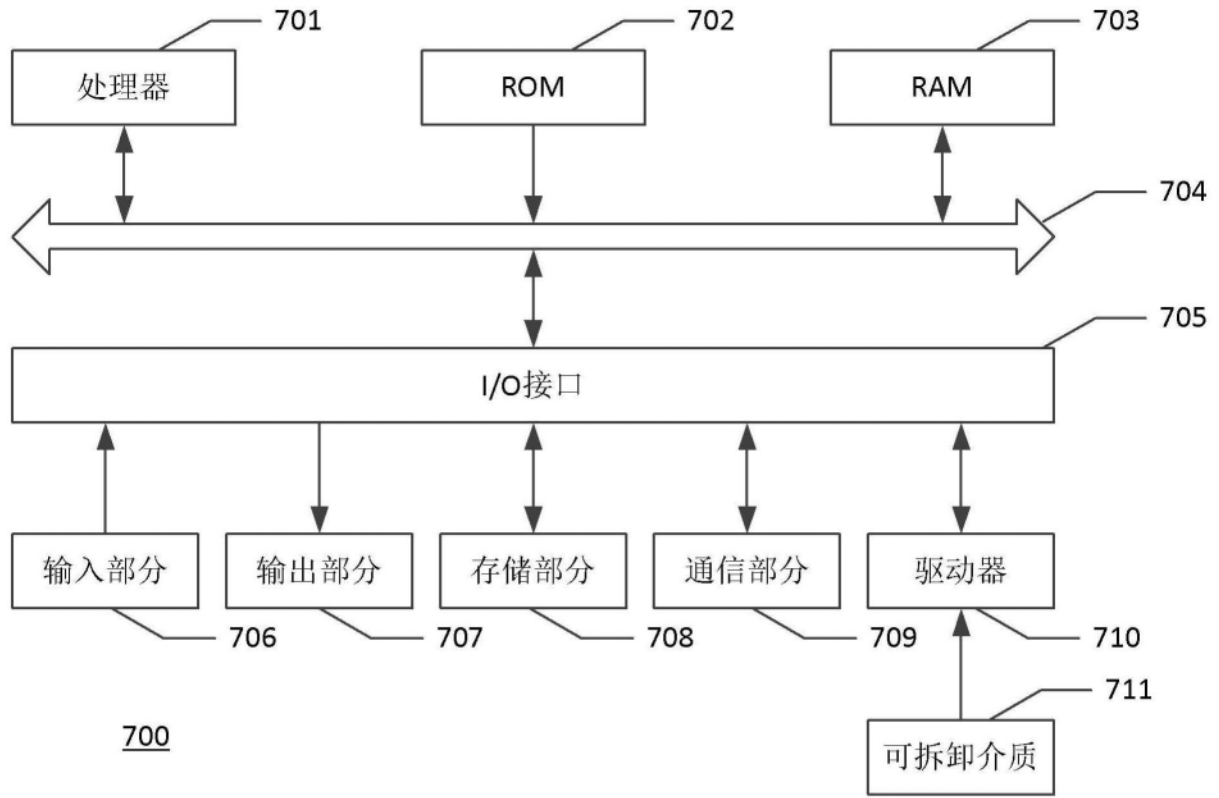 701
702
703
处理器
ROM
RAM
704
705
I/O接口
输入部分
输出部分
存储部分
通信部分
驱动器
706
707
708
709
710
711
700
可拆卸介质